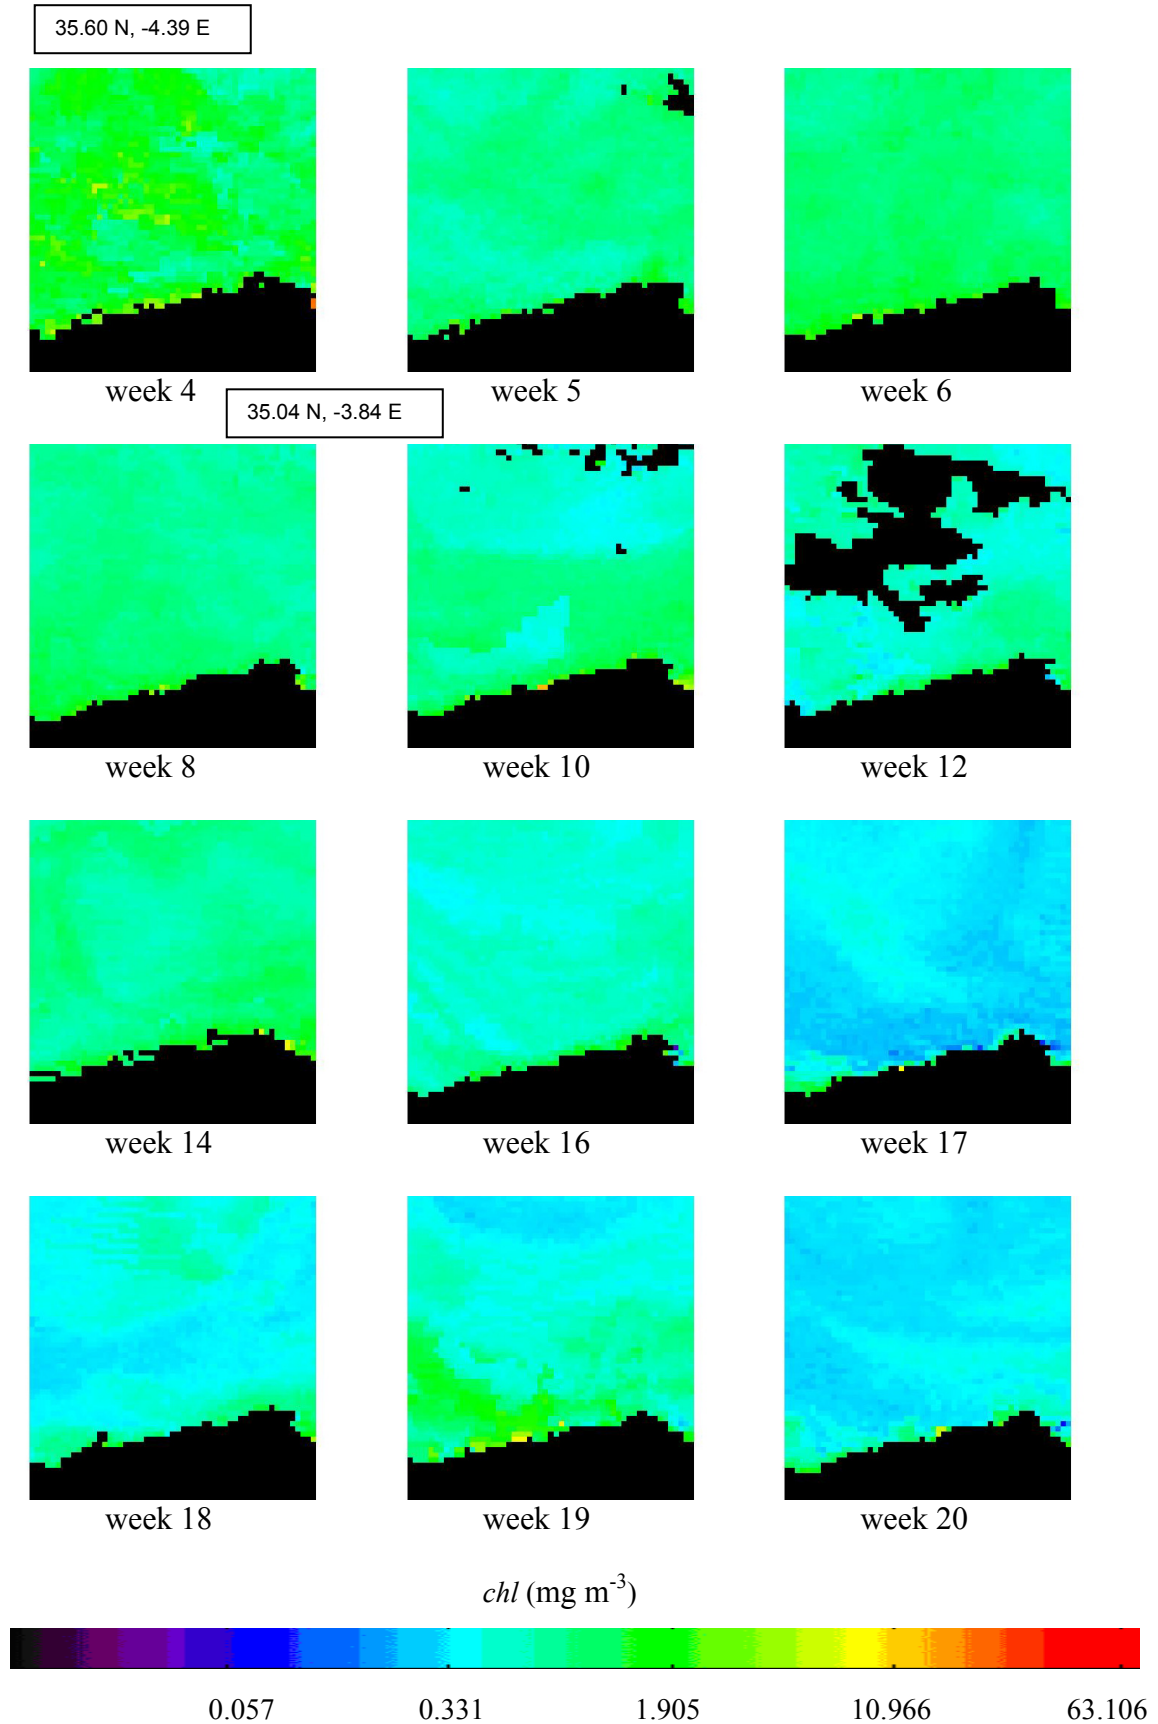 35.60 N, -4.39 E
week 4
week 5
week 6
35.04 N, -3.84 E
week 8
week 10
week 12
week 14
week 16
week 17
week 18
week 19
week 20
chl (mg m⁻³)
0.057 0.331 1.905 10.966 63.106